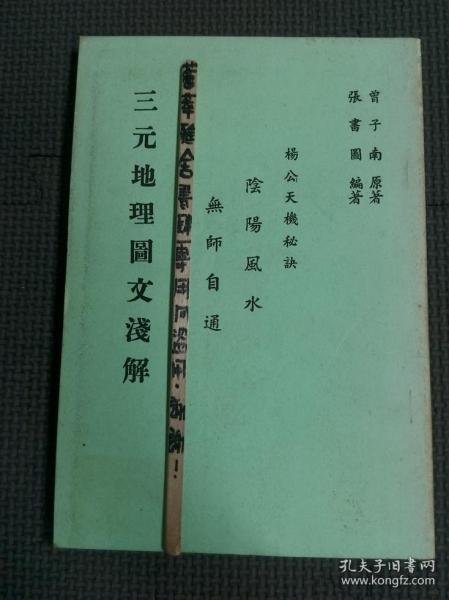 曾子南原著
張書圖編著
楊公天機秘訣
陰陽風水
無師自通
三元地理圖文淺解
孔夫子旧书网
www.kongfz.com